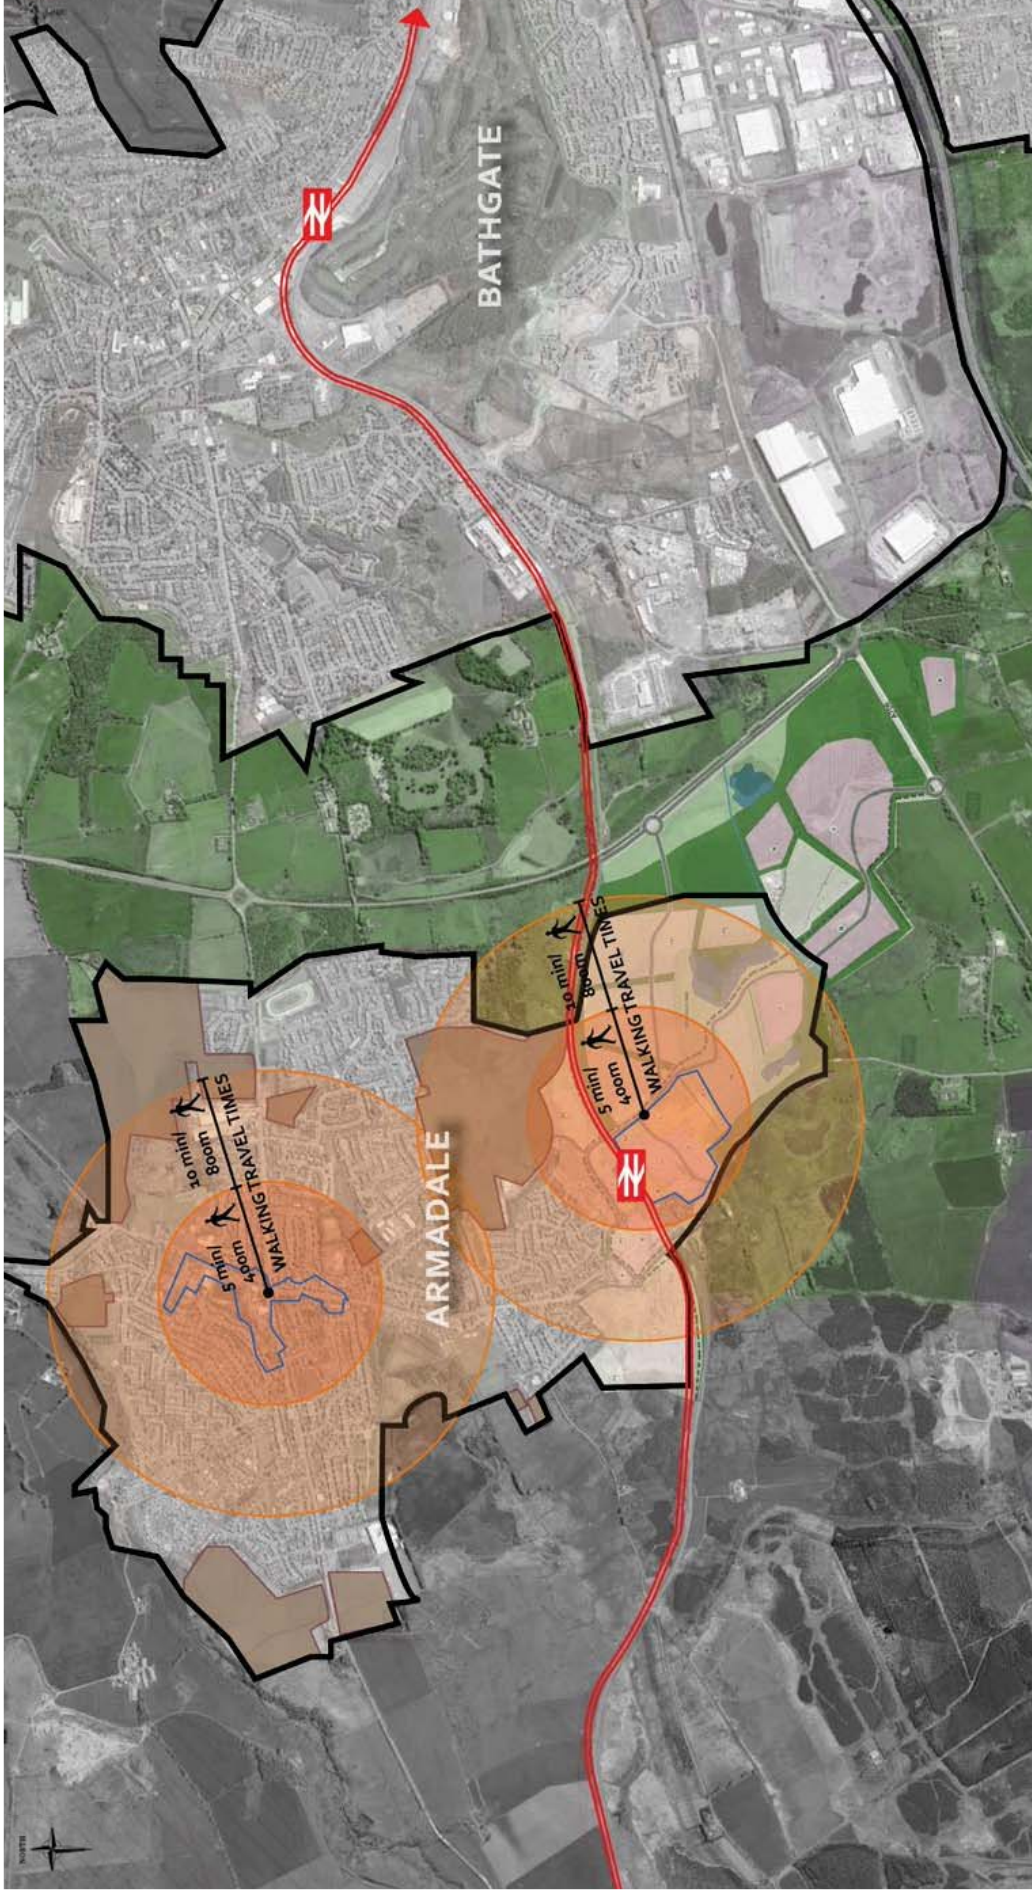 NORTH
BATHGATE
ARMADALE
5 min/
400m
10 min/
800m
WALKING TRAVEL TIMES
5 min/
400m
10 min/
800m
WALKING TRAVEL TIMES